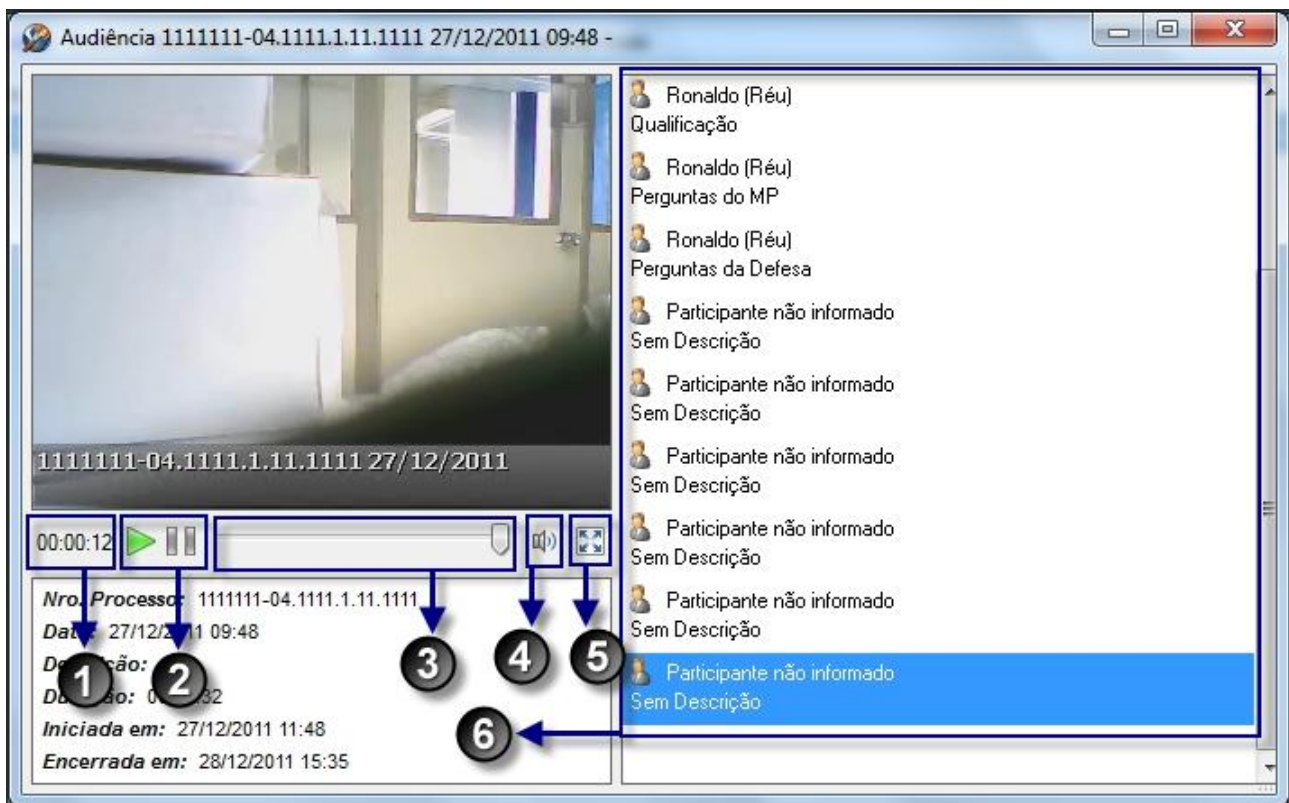 Audiência 1111111-04.1111.1.11.1111 27/12/2011 09:48 -
1111111-04.1111.1.11.1111 27/12/2011
00:00:12
Nro. Processo: 1111111-04.1111.1.11.1111
27/12/2011 09:48
32
Iniciada em: 27/12/2011 11:48
Encerrada em: 28/12/2011 15:35
1
2
3
4
5
6
Ronaldo (Réu)
Qualificação
Ronaldo (Réu)
Perguntas do MP
Ronaldo (Réu)
Perguntas da Defesa
Participante não informado
Sem Descrição
Participante não informado
Sem Descrição
Participante não informado
Sem Descrição
Participante não informado
Sem Descrição
Participante não informado
Sem Descrição
Participante não informado
Sem Descrição